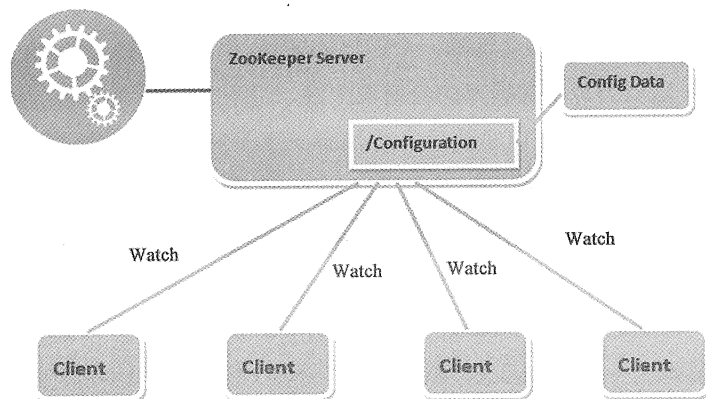 ZooKeeper Server
Config Data
/Configuration
Watch
Watch
Watch
Watch
Client
Client
Client
Client